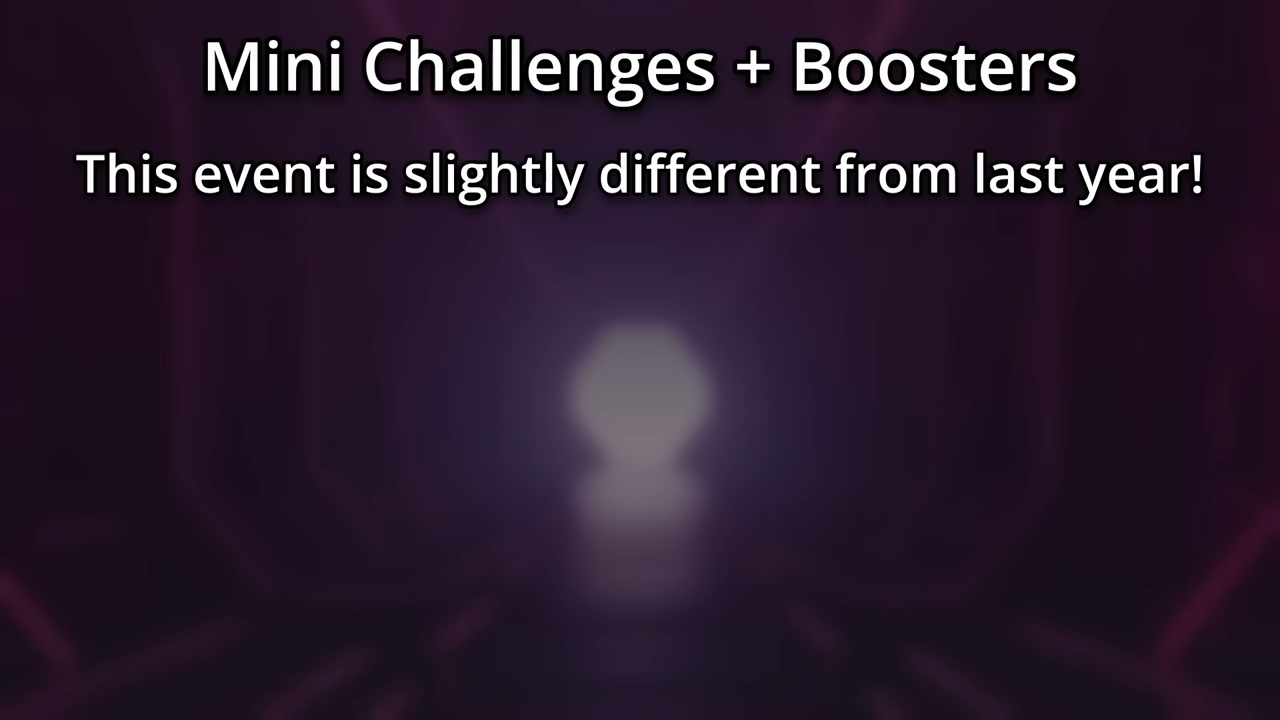 Mini Challenges + Boosters
This event is slightly different from last year!